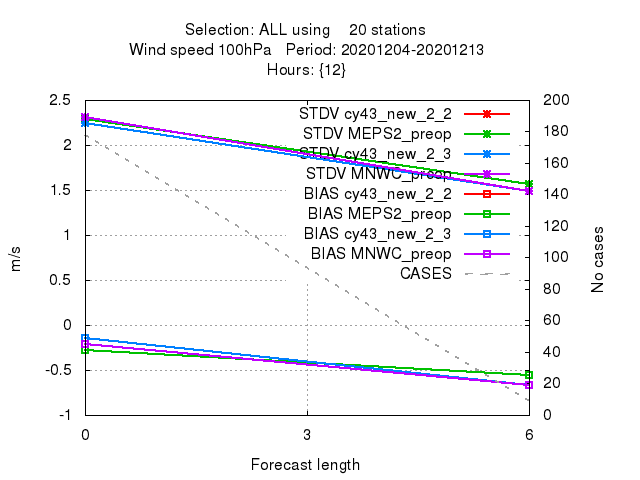 Selection: ALL using 20 stations
Wind speed 100hPa Period: 20201204-20201213
Hours: {12}
2.5
2
1.5
1
0.5
0
-0.5
-1
m/s
200
180
160
140
120
100
80
60
40
20
0
No cases
STDV cy43_new_2_2
STDV MEPS2_preop
STDV cy43_new_2_3
STDV MNWC_preop
BIAS cy43_new_2_2
BIAS MEPS2_preop
BIAS cy43_new_2_3
BIAS MNWC_preop
CASES
0 3 6
Forecast length